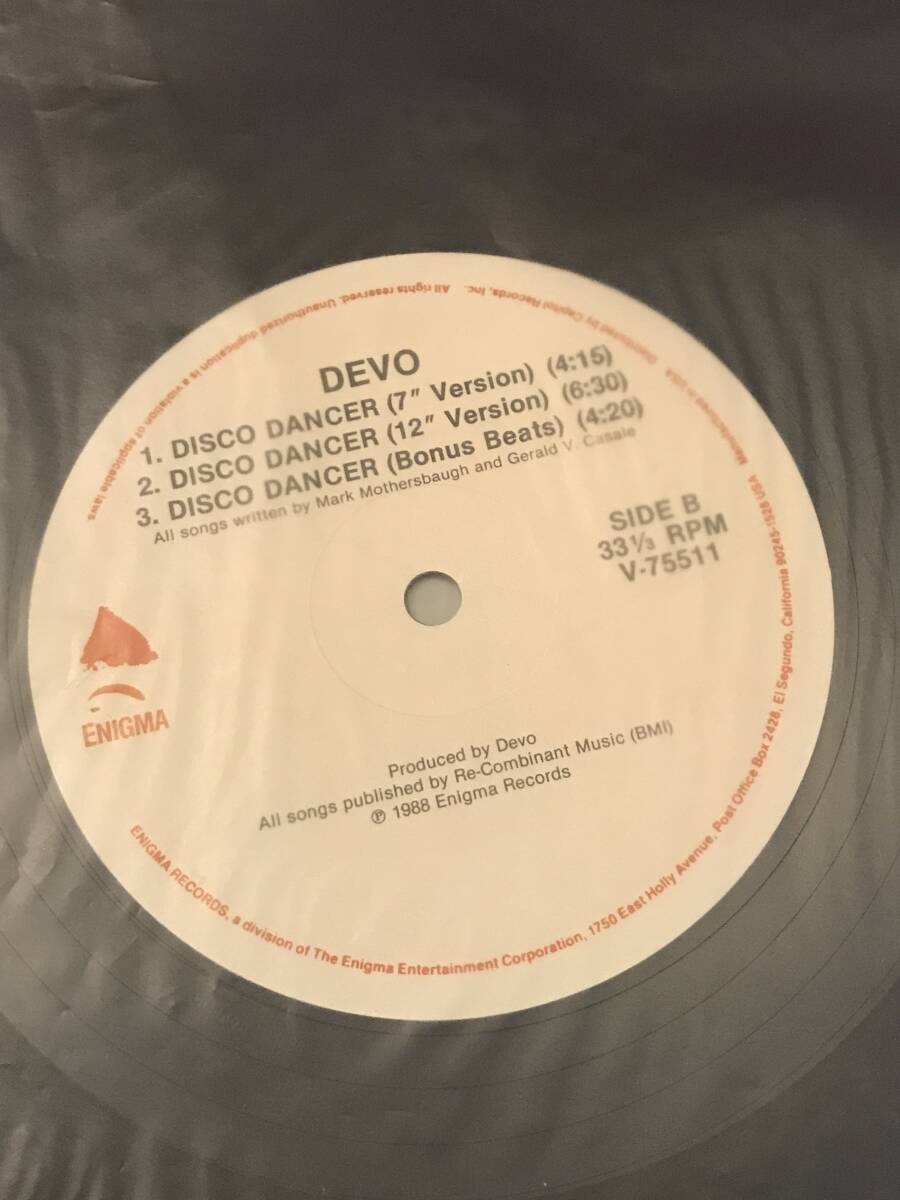 DEVO
1. DISCO DANCER (7" Version) (4:15)
2. DISCO DANCER (12" Version) (6:30)
3. DISCO DANCER (Bonus Beats) (4:20)
All songs written by Mark Mothersbaugh and Gerald V. Casale
SIDE B
33⅓ RPM
V-75511
ENIGMA
Produced by Devo
All songs published by Re-Combinant Music (BMI)
℗ 1988 Enigma Records
ENIGMA RECORDS, a division of The Enigma Entertainment Corporation, 1750 East Holly Avenue, Post Office Box 2428, El Segundo, California 90245-1528 USA Manufactured in USA Distributed by Capitol Records, Inc. All rights reserved. Unauthorized duplication is a violation of applicable laws